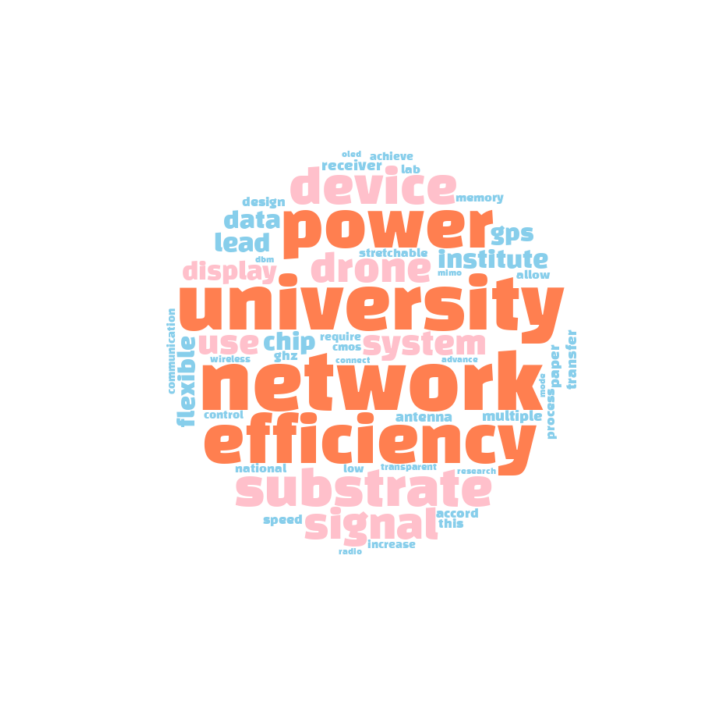 oled achieve
receiver lab
device
design memory
data power gps
lead
stretchable
dbm institute
display drone mimo allow
university
communication
use chip require system
cmos
wireless ghz connect advance
flexible network mode paper transfer
process
control antenna multiple
efficiency
national low transparent research
substrate
speed signal accord
this
increase
radio